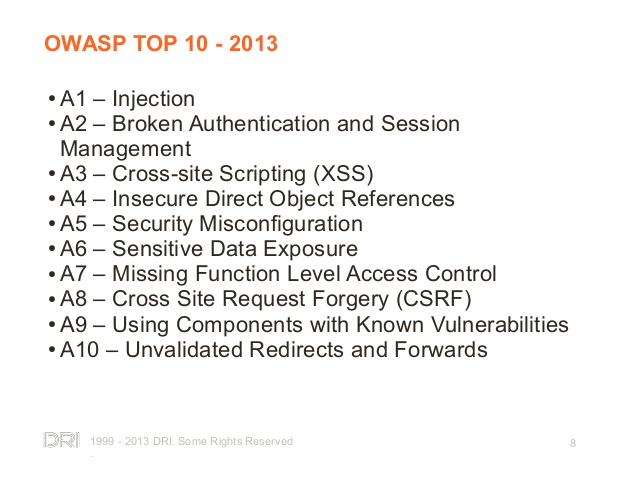 OWASP TOP 10 - 2013
• A1 – Injection
• A2 – Broken Authentication and Session
Management
• A3 – Cross-site Scripting (XSS)
• A4 – Insecure Direct Object References
• A5 – Security Misconfiguration
• A6 – Sensitive Data Exposure
• A7 – Missing Function Level Access Control
• A8 – Cross Site Request Forgery (CSRF)
• A9 – Using Components with Known Vulnerabilities
• A10 – Unvalidated Redirects and Forwards
DRI 1999 - 2013 DRI. Some Rights Reserved 8
.